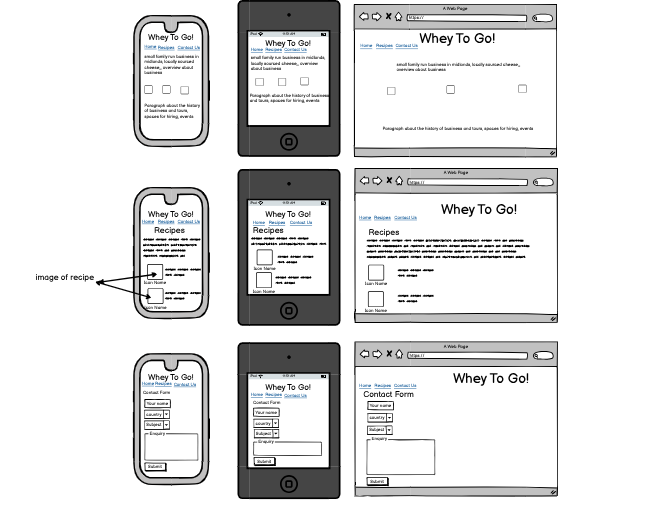 Whey To Go!
Home Recipes Contact Us
small family run business in
midlands, locally sourced
cheese,, overview about
business
Paragraph about the history
of business and tours,
spaces for hiring, events
iPad
4:15 AM
Whey To Go!
Home Recipes Contact Us
small family run business in midlands,
locally sourced cheese,, overview about
business
Paragraph about the history of business
and tours, spaces for hiring, events
A Web Page
https://
Whey To Go!
Home Recipes Contact Us
small family run business in midlands, locally sourced cheese,,
overview about business
Paragraph about the history of business and tours, spaces for hiring, events
Whey To Go!
Home Recipes Contact Us
Recipes
image of recipe
Icon Name
Icon Name
iPad
4:15 AM
Whey To Go!
Home Recipes Contact Us
Recipes
Icon Name
Icon Name
A Web Page
https://
Whey To Go!
Home Recipes Contact Us
Recipes
Icon Name
Icon Name
Whey To Go!
Home Recipes Contact Us
Contact Form
Your name
country
Subject
Enquiry
Submit
iPad
4:15 AM
Whey To Go!
Home Recipes Contact Us
Contact Form
Your name
country
Subject
Enquiry
Submit
A Web Page
https://
Whey To Go!
Home Recipes Contact Us
Contact Form
Your name
country
Subject
Enquiry
Submit